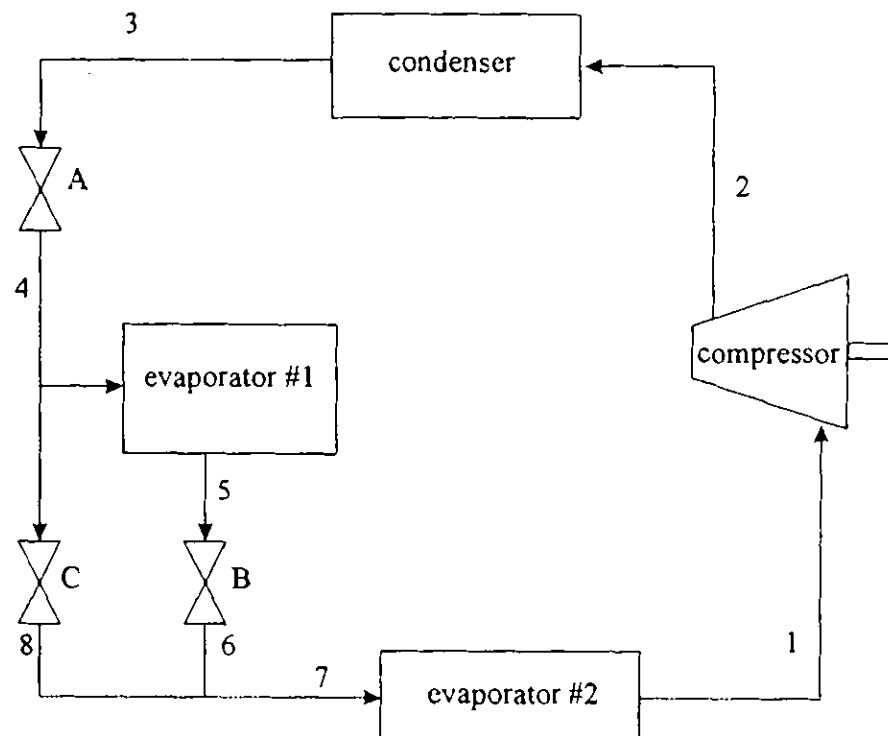 3
condenser
A
2
4
evaporator #1
compressor
5
C
B
8
6
7
1
evaporator #2